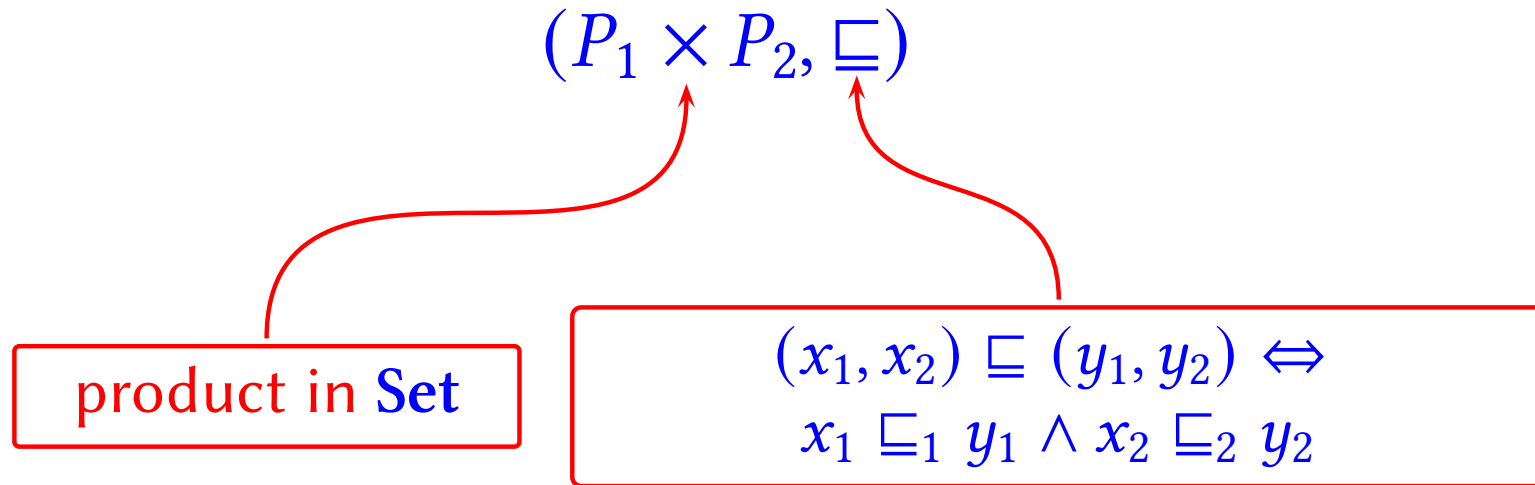 (P₁ × P₂, ⊑)
product in Set
(x₁, x₂) ⊑ (y₁, y₂) ⇔
x₁ ⊑₁ y₁ ∧ x₂ ⊑₂ y₂